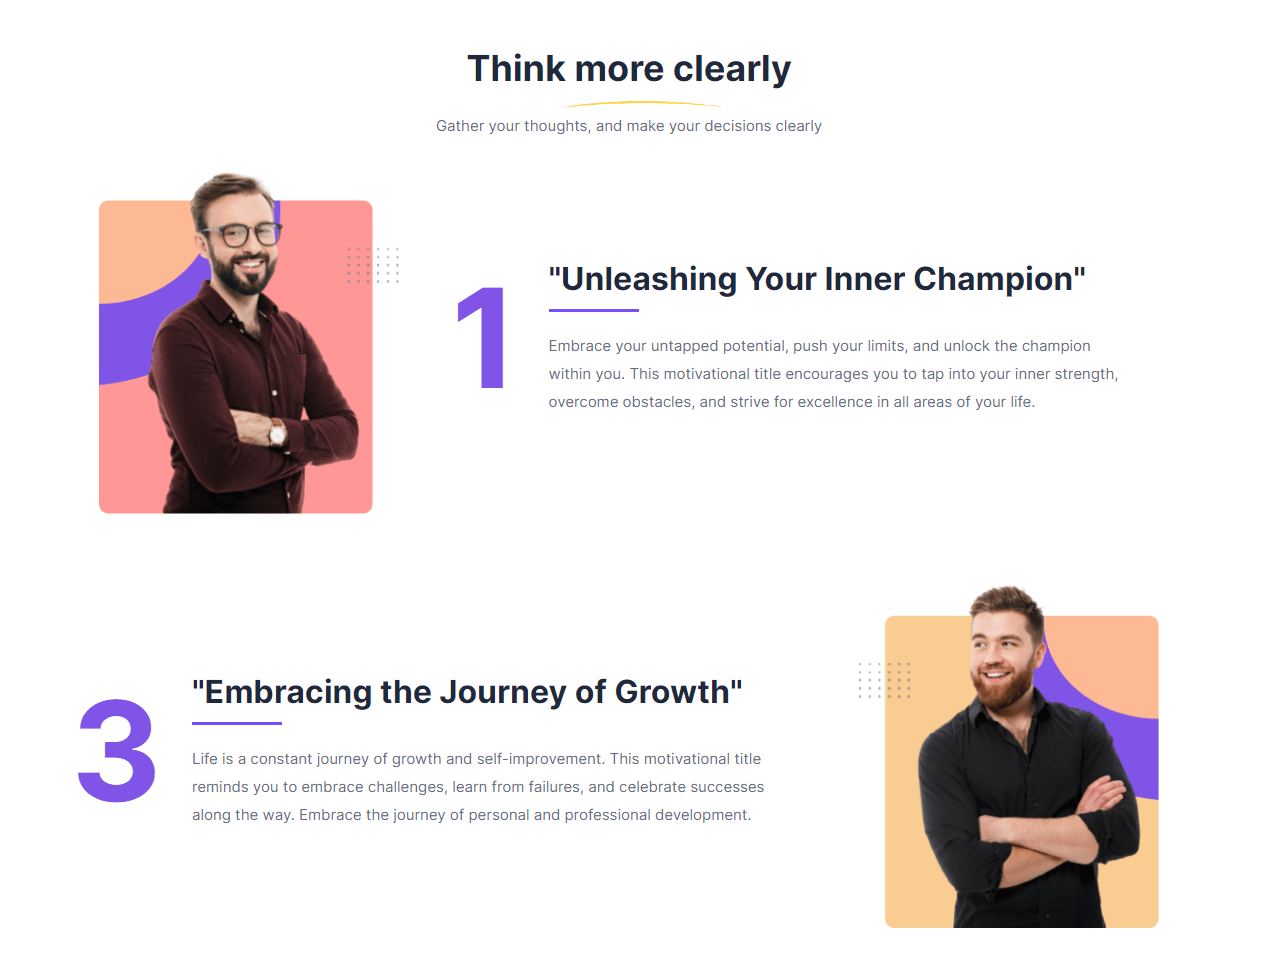 Think more clearly
Gather your thoughts, and make your decisions clearly
1
"Unleashing Your Inner Champion"
Embrace your untapped potential, push your limits, and unlock the champion
within you. This motivational title encourages you to tap into your inner strength,
overcome obstacles, and strive for excellence in all areas of your life.
3
"Embracing the Journey of Growth"
Life is a constant journey of growth and self-improvement. This motivational title
reminds you to embrace challenges, learn from failures, and celebrate successes
along the way. Embrace the journey of personal and professional development.